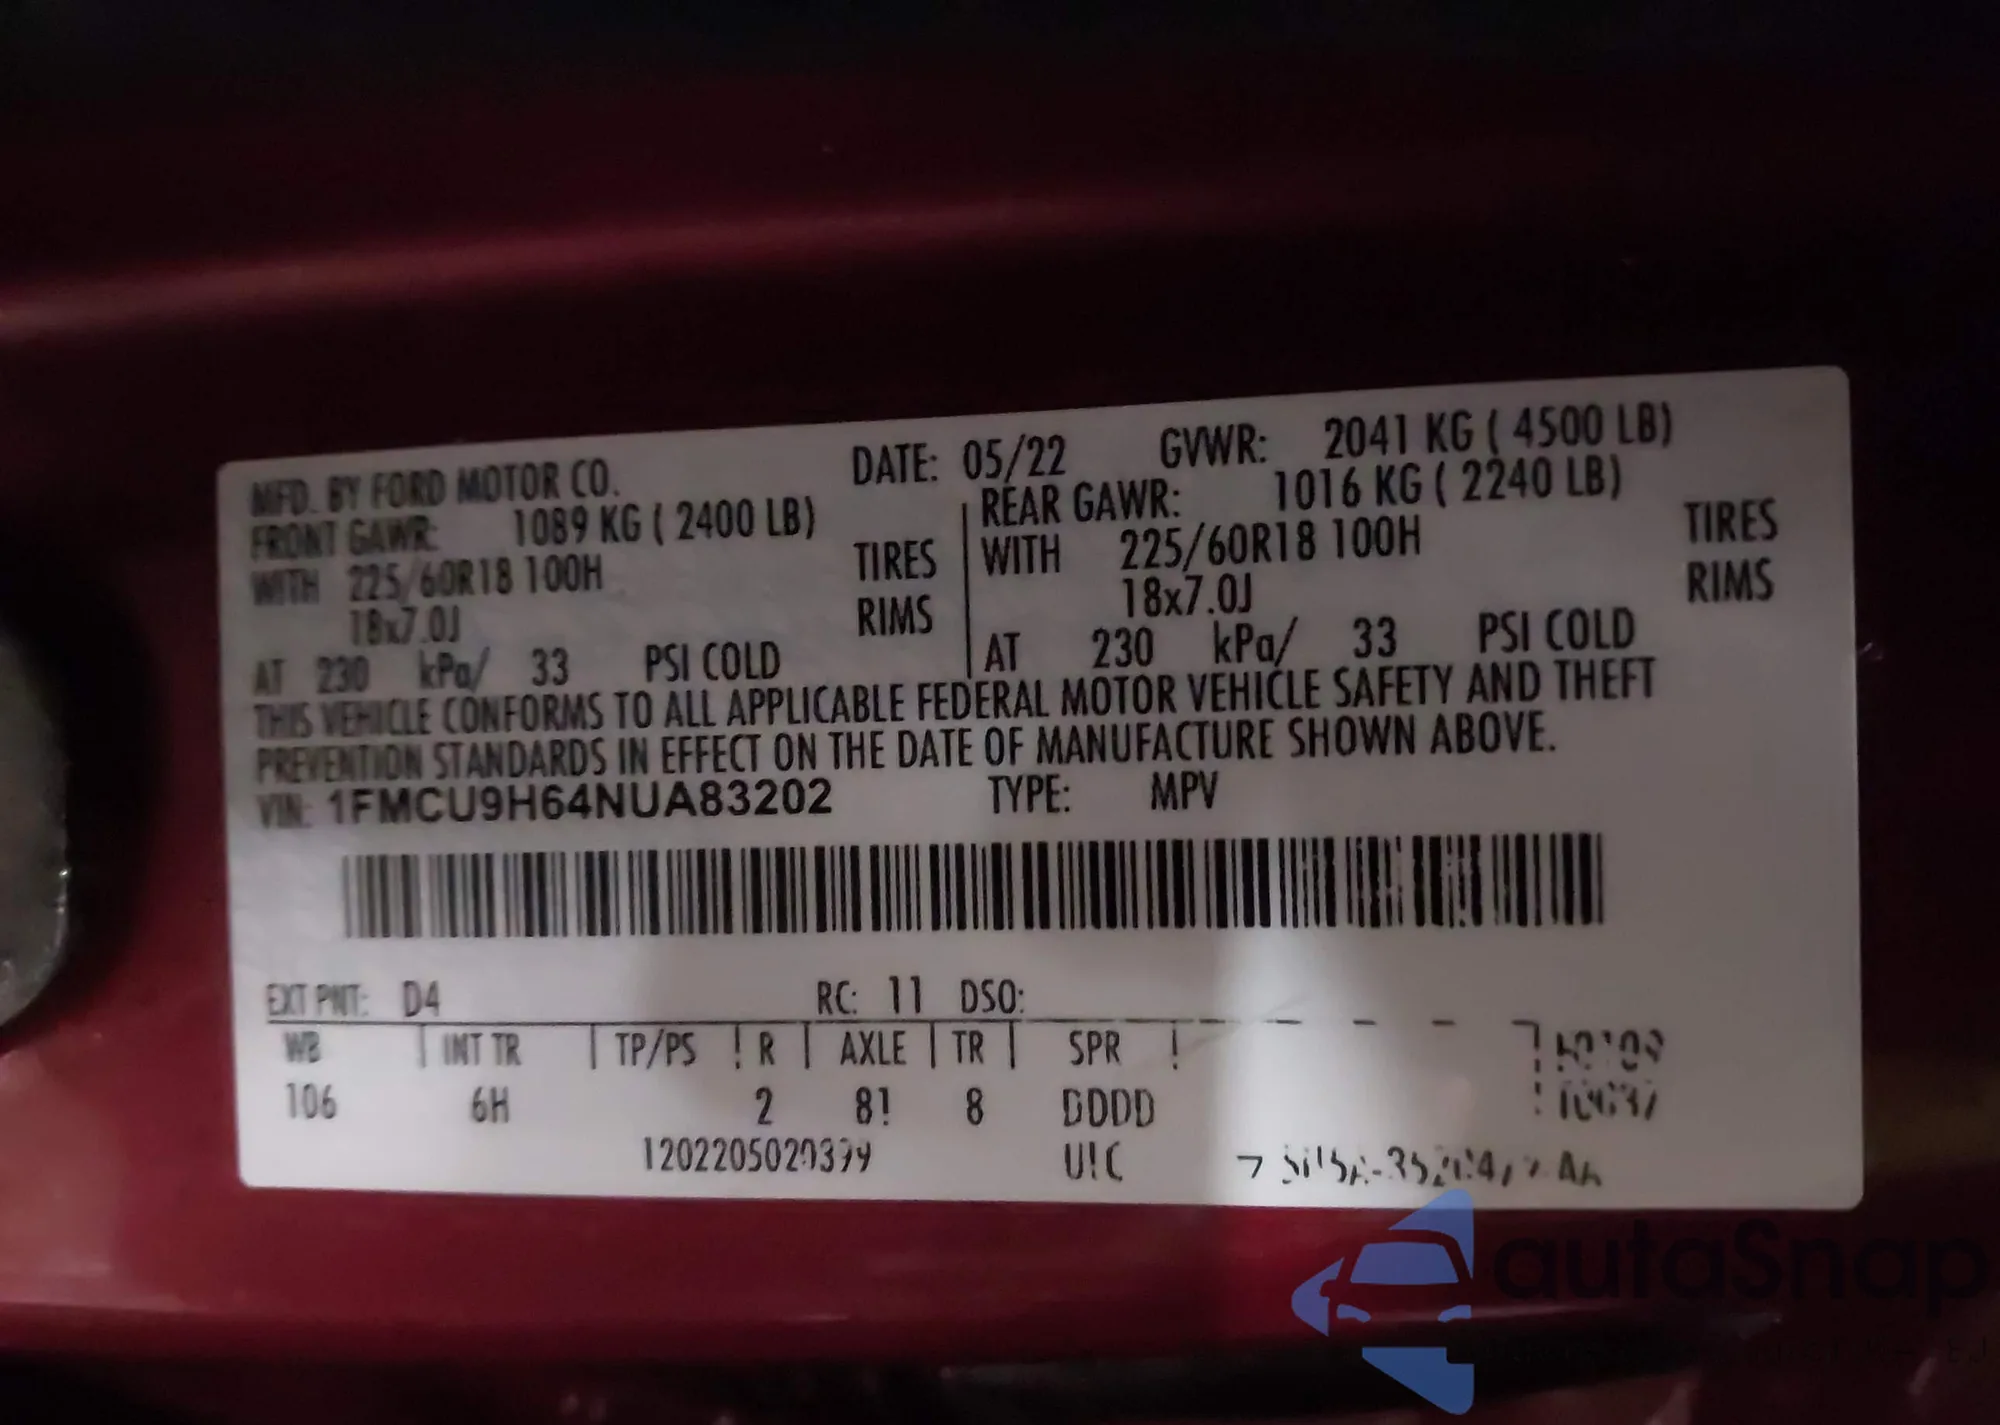 MFD. BY FORD MOTOR CO. DATE: 05/22 GVWR: 2041 KG ( 4500 LB)
FRONT GAWR: 1089 KG ( 2400 LB) REAR GAWR: 1016 KG ( 2240 LB)
WITH 225/60R18 100H TIRES WITH 225/60R18 100H TIRES
18x7.0J RIMS 18x7.0J RIMS
AT 230 kPa/ 33 PSI COLD AT 230 kPa/ 33 PSI COLD
THIS VEHICLE CONFORMS TO ALL APPLICABLE FEDERAL MOTOR VEHICLE SAFETY AND THEFT
PREVENTION STANDARDS IN EFFECT ON THE DATE OF MANUFACTURE SHOWN ABOVE.
VIN: 1FMCU9H64NUA83202 TYPE: MPV
EXT PNT: D4 RC: 11 DSO:
WB | INT TR | TP/PS | R | AXLE | TR | SPR
106 6H 2 8! 8 DDDD
U!C
autaSnap